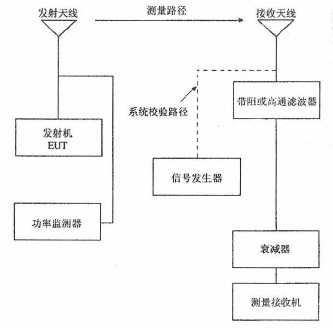 发射天线
测量路径
接收天线
系统校验路径
带阻或高通滤波器
发射机
EUT
信号发生器
功率监测器
衰减器
测量接收机